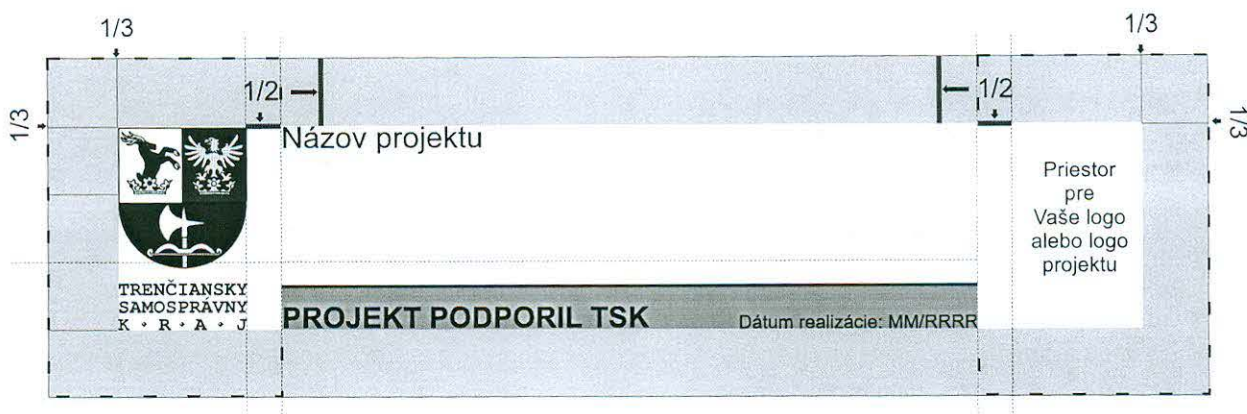 1/3
1/3
1/2
1/2
1/3
1/3
Názov projektu
Priestor
pre
Vaše logo
alebo logo
projektu
TRENČIANSKY
SAMOSPRÁVNY
K · R · A · J
PROJEKT PODPORIL TSK
Dátum realizácie: MM/RRRR